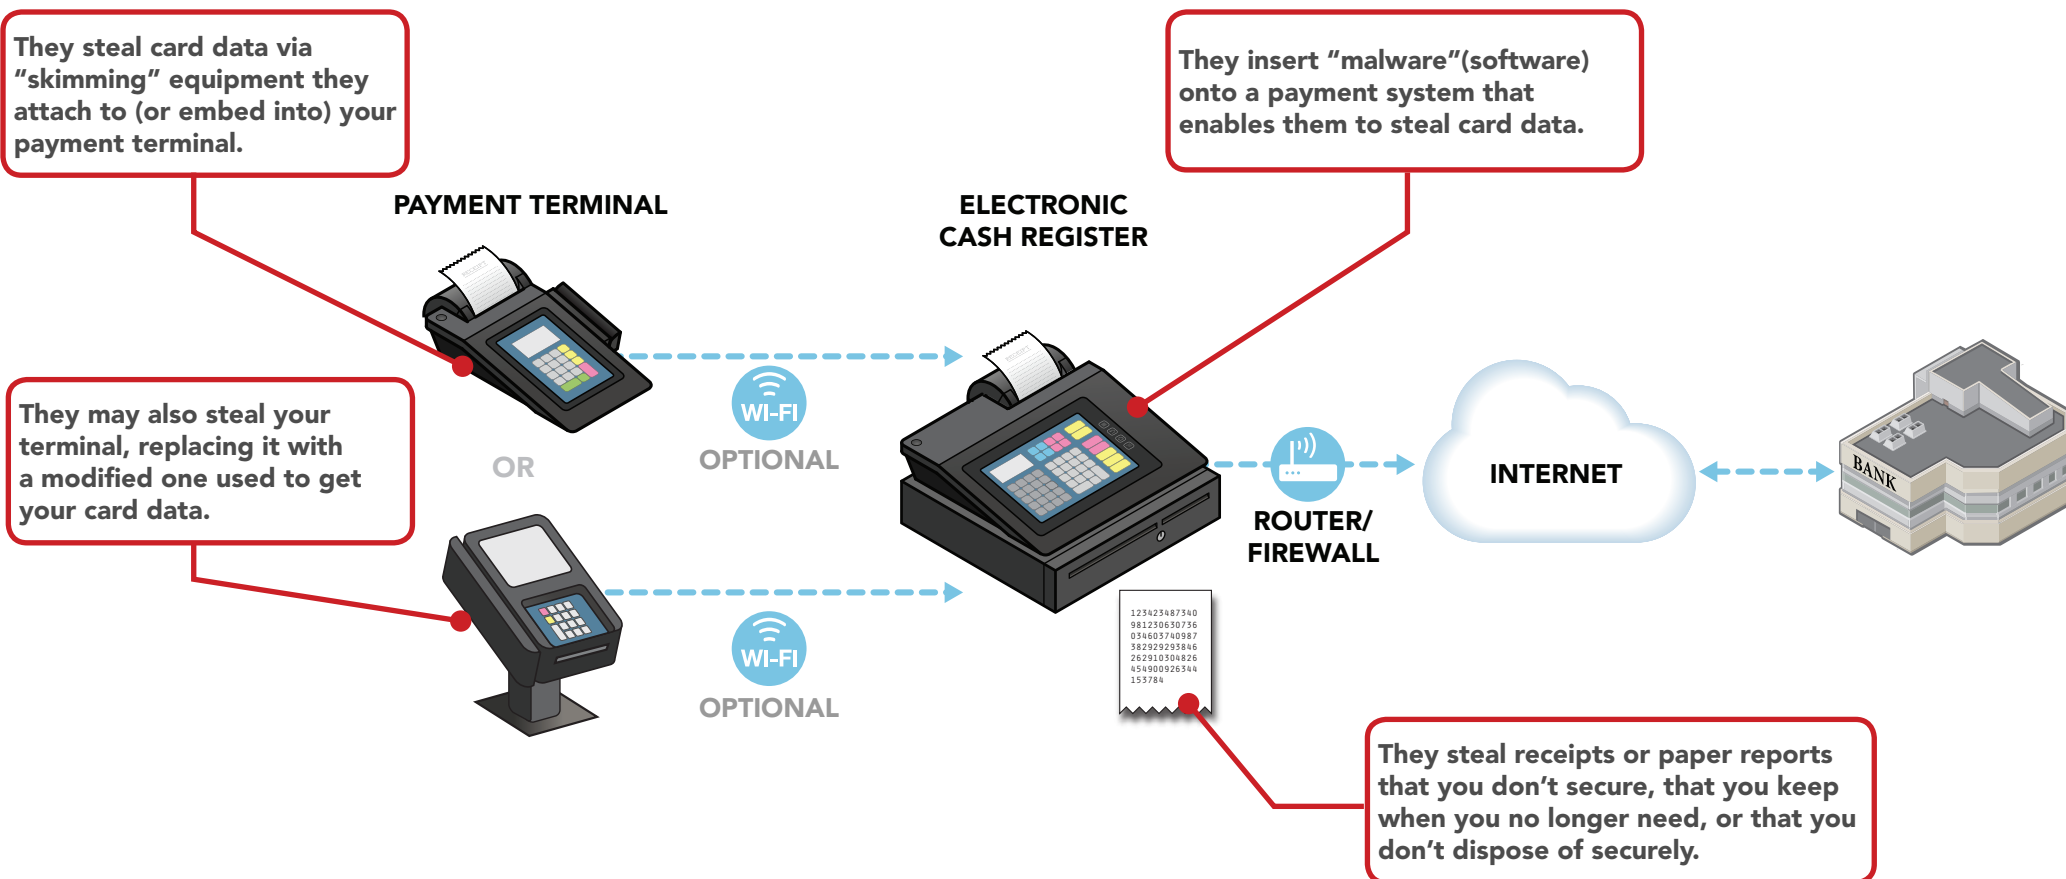 They steal card data via
“skimming” equipment they
attach to (or embed into) your
payment terminal.
They insert “malware”(software)
onto a payment system that
enables them to steal card data.
PAYMENT TERMINAL
ELECTRONIC
CASH REGISTER
RECEIPT
RECEIPT
They may also steal your
terminal, replacing it with
a modified one used to get
your card data.
OR
WI-FI
OPTIONAL
ROUTER/
FIREWALL
INTERNET
BANK
WI-FI
OPTIONAL
123423487340
981230630736
034603740987
382929293846
262910304826
454900926344
153784
They steal receipts or paper reports
that you don’t secure, that you keep
when you no longer need, or that you
don’t dispose of securely.